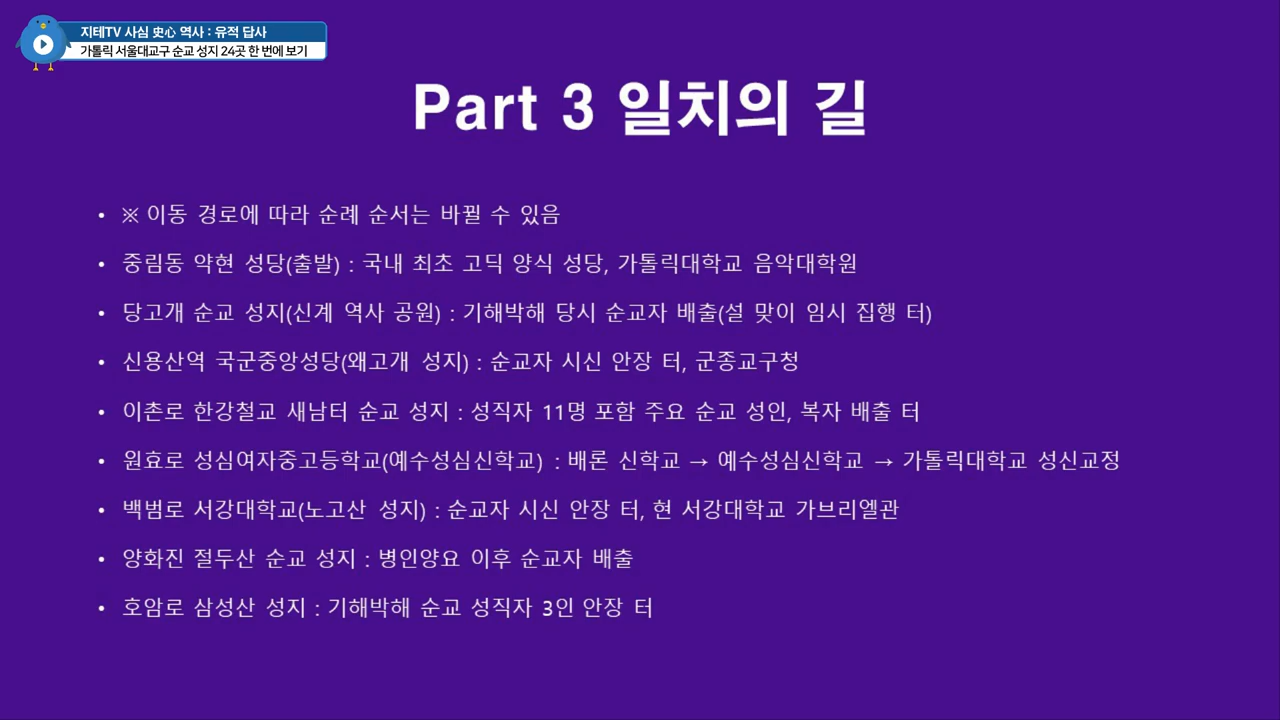 지테TV 사심 史心 역사 : 유적 답사
가톨릭 서울대교구 순교 성지 24곳 한 번에 보기
Part 3 일치의 길
• ※ 이동 경로에 따라 순례 순서는 바뀔 수 있음
• 중림동 약현 성당(출발) : 국내 최초 고딕 양식 성당, 가톨릭대학교 음악대학원
• 당고개 순교 성지(신계 역사 공원) : 기해박해 당시 순교자 배출(설 맞이 임시 집행 터)
• 신용산역 국군중앙성당(왜고개 성지) : 순교자 시신 안장 터, 군종교구청
• 이촌로 한강철교 새남터 순교 성지 : 성직자 11명 포함 주요 순교 성인, 복자 배출 터
• 원효로 성심여자중고등학교(예수성심신학교) : 배론 신학교 → 예수성심신학교 → 가톨릭대학교 성신교정
• 백범로 서강대학교(노고산 성지) : 순교자 시신 안장 터, 현 서강대학교 가브리엘관
• 양화진 절두산 순교 성지 : 병인양요 이후 순교자 배출
• 호암로 삼성산 성지 : 기해박해 순교 성직자 3인 안장 터